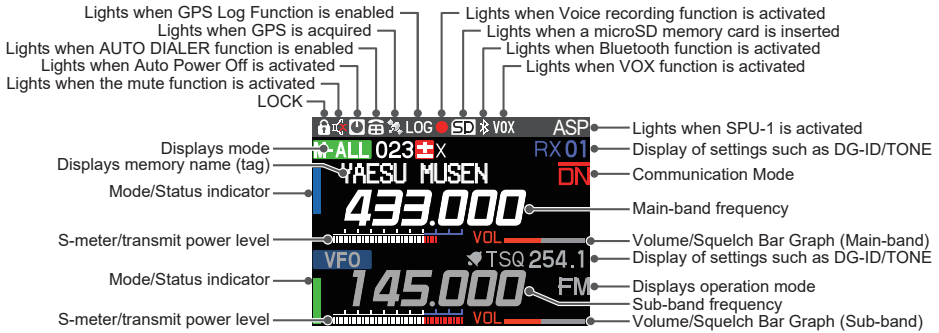 Lights when GPS Log Function is enabled
Lights when GPS is acquired
Lights when AUTO DIALER function is enabled
Lights when Auto Power Off is activated
Lights when the mute function is activated
LOCK
Lights when Voice recording function is activated
Lights when a microSD memory card is inserted
Lights when Bluetooth function is activated
Lights when VOX function is activated
LOG SD VOX ASP
Lights when SPU-1 is activated
Displays mode
M-ALL 023 X RX 01
Display of settings such as DG-ID/TONE
Displays memory name (tag)
YAESU MUSEN DN
Communication Mode
Mode/Status indicator
433.000
Main-band frequency
S-meter/transmit power level
VOL
Volume/Squelch Bar Graph (Main-band)
VFO TSQ 254.1
Display of settings such as DG-ID/TONE
Mode/Status indicator
145.000 FM
Displays operation mode
Sub-band frequency
S-meter/transmit power level
VOL
Volume/Squelch Bar Graph (Sub-band)